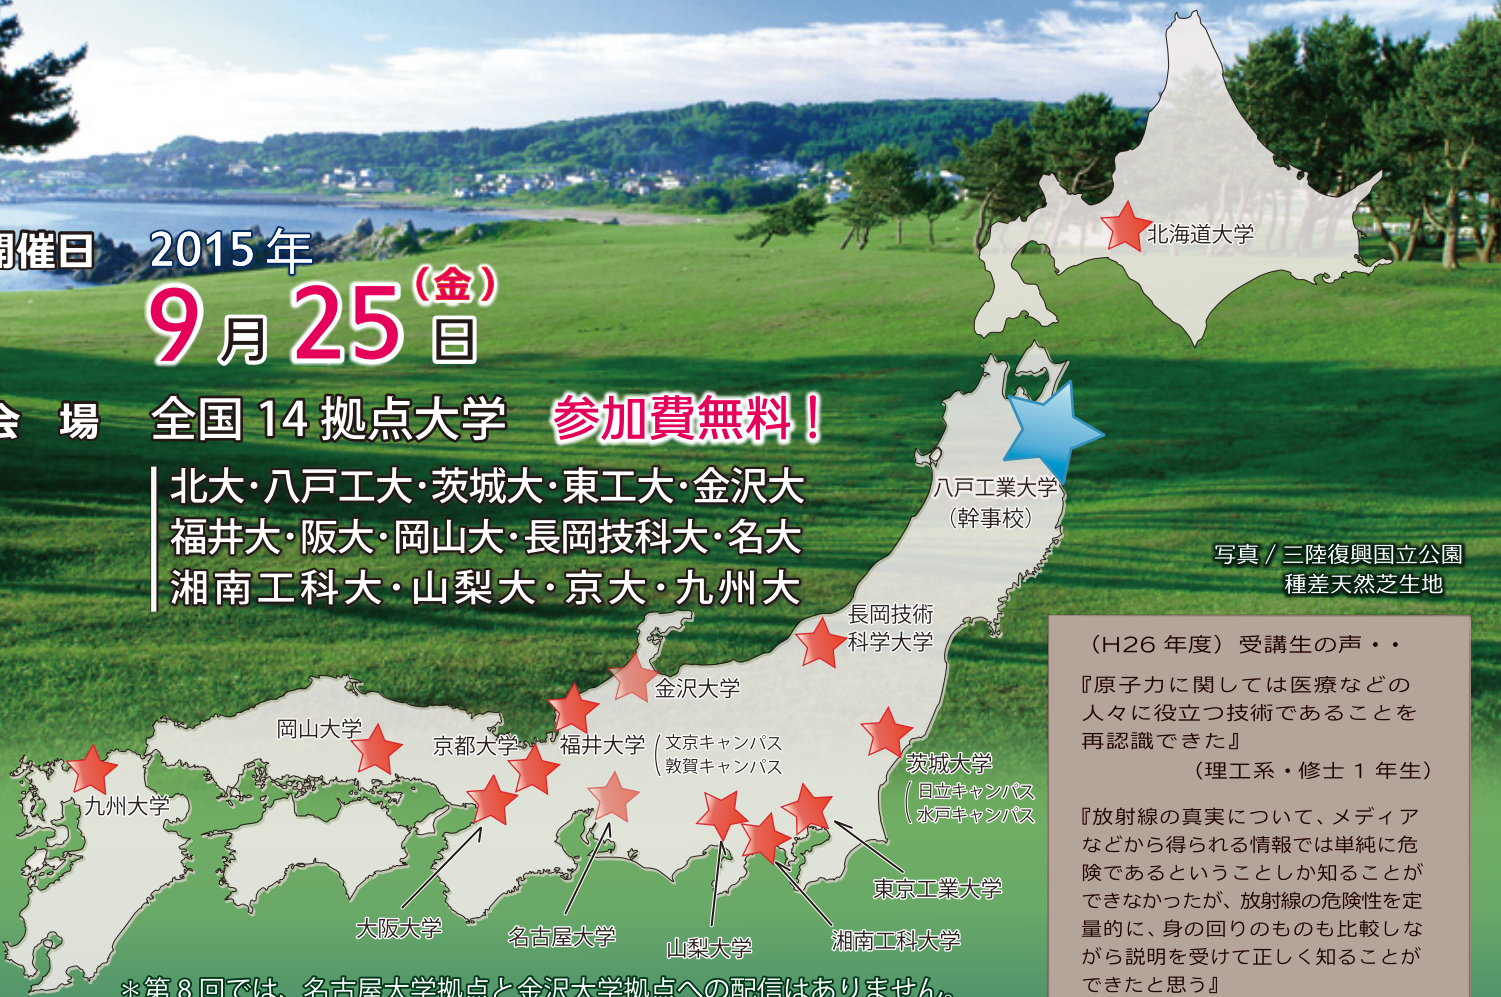 開催日 2015年
9月25日(金)
会 場 全国14拠点大学 参加費無料!
北大・八戸工大・茨城大・東工大・金沢大
福井大・阪大・岡山大・長岡技科大・名大
湘南工科大・山梨大・京大・九州大
北海道大学
八戸工業大学
(幹事校)
写真/三陸復興国立公園
種差天然芝生地
長岡技術
科学大学
金沢大学
岡山大学
京都大学
福井大学
文京キャンパス
敦賀キャンパス
九州大学
茨城大学
日立キャンパス
水戸キャンパス
東京工業大学
大阪大学
名古屋大学
山梨大学
湘南工科大学
*第8回では、名古屋大学拠点と金沢大学拠点への配信はありません。
(H26年度)受講生の声・・
『原子力に関しては医療などの
人々に役立つ技術であることを
再認識できた』
(理工系・修士1年生)
『放射線の真実について、メディア
などから得られる情報では単純に危
険であるということしか知ることが
できなかったが、放射線の危険性を定
量的に、身の回りのものも比較しな
がら説明を受けて正しく知ることが
できたと思う』